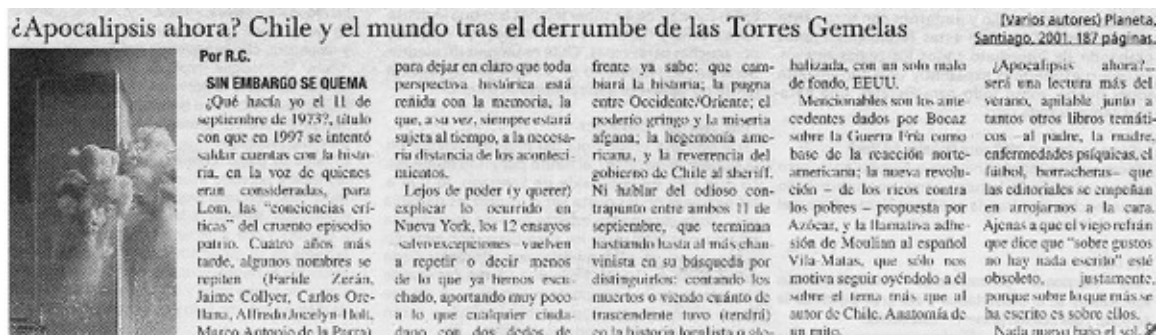 ¿Apocalipsis ahora? Chile y el mundo tras el derrumbe de las Torres Gemelas
(Varios autores) Planeta,
Santiago, 2001, 187 páginas.
Por R.C.
SIN EMBARGO SE QUEMA
¿Qué hacía yo el 11 de
septiembre de 1973?, título
con que en 1997 se intentó
saldar cuentas con la histo-
ria, en la voz de quienes
eran consideradas, para
Lom, las "conciencias crí-
ticas" del cruento episodio
patrio. Cuatro años más
tarde, algunos nombres se
repiten (Faride Zerán,
Jaime Collyer, Carlos Ore-
llana, Alfredo Jocelyn-Holt,
Marco Antonio de la Parra)
para dejar en claro que toda
perspectiva histórica está
reñida con la memoria, la
que, a su vez, siempre estará
sujeta al tiempo, a la necesa-
ria distancia de los aconteci-
mientos.
Lejos de poder (y querer)
explicar lo ocurrido en
Nueva York, los 12 ensayos
-salvo excepciones- vuelven
a repetir o decir menos
de lo que ya hemos escu-
chado, aportando muy poco
a lo que cualquier ciuda-
dano con dos dedos de
frente ya sabe: que cam-
biará la historia; la pugna
entre Occidente/Oriente; el
poderío gringo y la miseria
afgana; la hegemonía ame-
ricana, y la reverencia del
gobierno de Chile al sheriff.
Ni hablar del odioso con-
trapunto entre ambos 11 de
septiembre, que terminan
hastiando hasta al más chau-
vinista en su búsqueda por
distinguirlos: contando los
muertos o viendo cuánto de
trascendente tuvo (tendrá)
en la historia localista o glo-
balizada, con un solo malo
de fondo, EEUU.
Mencionables son los ante-
cedentes dados por Bocaz
sobre la Guerra Fría como
base de la reacción norte-
americana; la nueva revolu-
ción – de los ricos contra
los pobres – propuesta por
Azócar, y la llamativa adhe-
sión de Moulian al español
Vila-Matas, que sólo nos
motiva seguir oyéndolo a él
sobre el tema más que al
autor de Chile. Anatomía de
un mito.
¿Apocalipsis ahora?...
será una lectura más del
verano, apilable junto a
tantos otros libros temáti-
cos -al padre, la madre,
enfermedades psíquicas, el
fútbol, borracheras- que
las editoriales se empeñan
en arrojarnos a la cara.
Ajenas a que el viejo refrán
que dice que "sobre gustos
no hay nada escrito" esté
obsoleto, justamente,
porque sobre lo que más se
ha escrito es sobre ellos.
Nada nuevo bajo el sol.